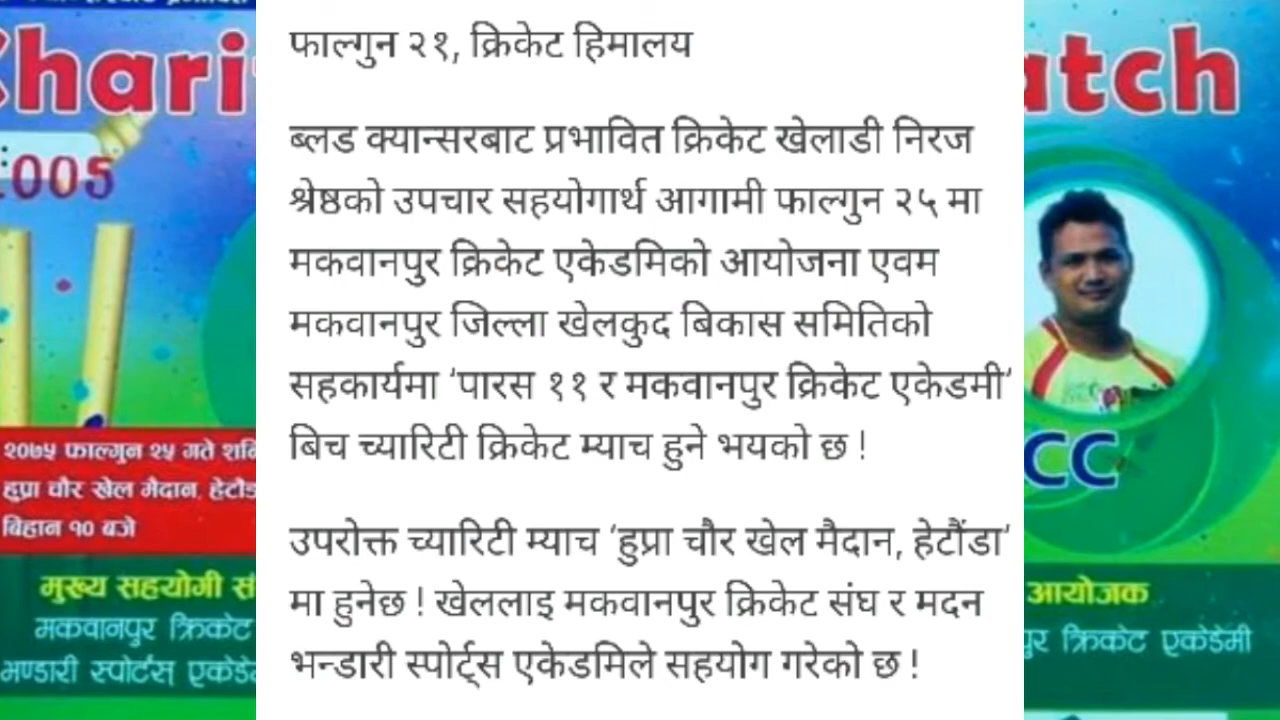 फाल्गुन २१, क्रिकेट हिमालय
ब्लड क्यान्सरबाट प्रभावित क्रिकेट खेलाडी निरज
श्रेष्ठको उपचार सहयोगार्थ आगामी फाल्गुन २५ मा
मकवानपुर क्रिकेट एकेडमिको आयोजना एवम
मकवानपुर जिल्ला खेलकुद बिकास समितिको
सहकार्यमा ‘पारस ११ र मकवानपुर क्रिकेट एकेडमी’
बिच च्यारिटी क्रिकेट म्याच हुने भयको छ !
उपरोक्त च्यारिटी म्याच ‘हुप्रा चौर खेल मैदान, हेटौंडा’
मा हुनेछ ! खेललाइ मकवानपुर क्रिकेट संघ र मदन
भन्डारी स्पोर्ट्स एकेडमिले सहयोग गरेको छ !
Chari
005
२०७५ फाल्गुन २५ गते शनि
हुप्रा चौर खेल मैदान, हेटौंड
बिहान १० बजे
मुख्य सहयोगी सं
मकवानपुर क्रिकेट
भण्डारी स्पोर्टस् एकेडे
atch
CC
आयोजक
पुर क्रिकेट एकेडेमी